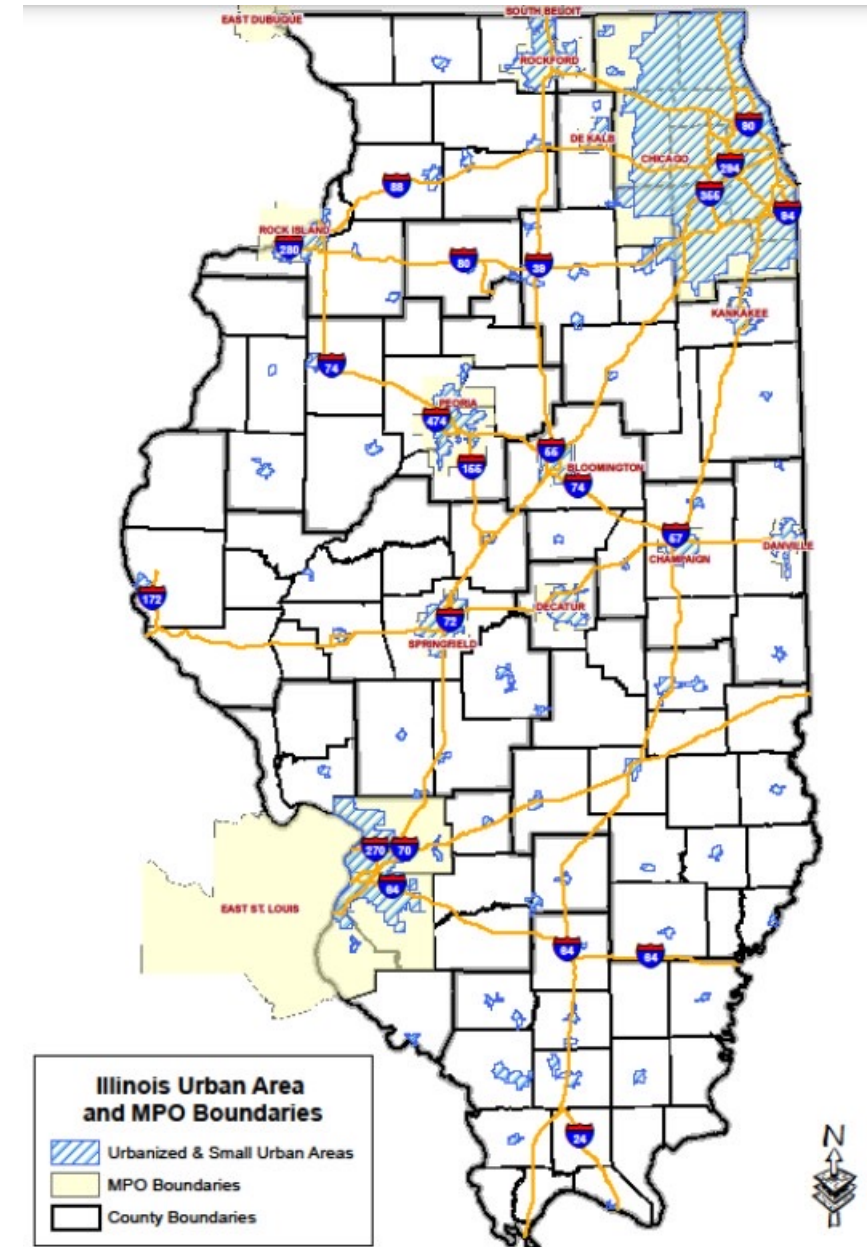 SOUTH BELOIT
EAST DUBUQUE
ROCKFORD
90
DE KALB
CHICAGO
294
88
355
94
ROCK ISLAND
280
80
39
KANKAKEE
74
PEORIA
474
55
155
BLOOMINGTON
74
57
DANVILLE
CHAMPAIGN
172
DECATUR
72
SPRINGFIELD
270
70
64
EAST ST. LOUIS
64
64
24
Illinois Urban Area
and MPO Boundaries
Urbanized & Small Urban Areas
MPO Boundaries
County Boundaries
N